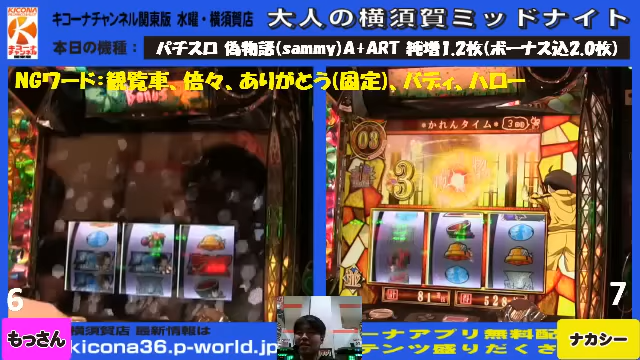 KICONA
キコーナ
キコーナチャンネル関東版 水曜・横須賀店
大人の横須賀ミッドナイト
本日の機種：
パチスロ 偽物語(sammy)A+ART 純増1.2枚(ボーナス込2.0枚)
NGワード:観覧車、倍々、ありがとう(固定)、バディ。ハロー
かれんタイム
03
3
6
7
もっさん
横須賀店 最新情報は
kicona36.p-world.jp
ーナアプリ無料配
テンツ盛りだくさ
ナカシー